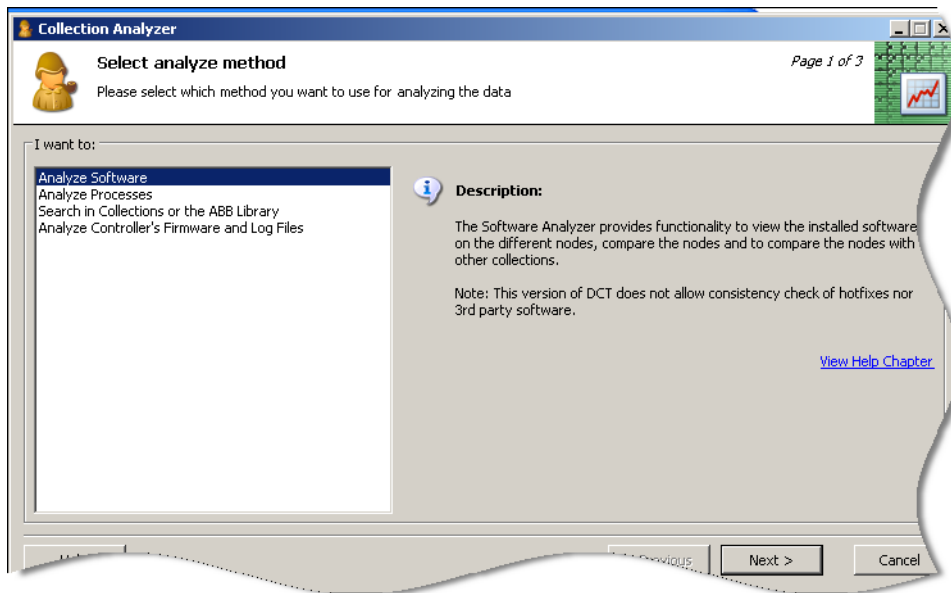 Collection Analyzer
Select analyze method
Page 1 of 3
Please select which method you want to use for analyzing the data
I want to:
Analyze Software
Analyze Processes
Search in Collections or the ABB Library
Analyze Controller's Firmware and Log Files
Description:
The Software Analyzer provides functionality to view the installed software
on the different nodes, compare the nodes and to compare the nodes with
other collections.
Note: This version of DCT does not allow consistency check of hotfixes nor
3rd party software.
View Help Chapter
Next >
Cancel